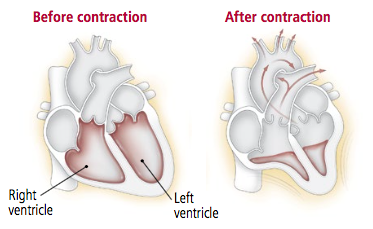 Before contraction
After contraction
Right
ventricle
Left
ventricle